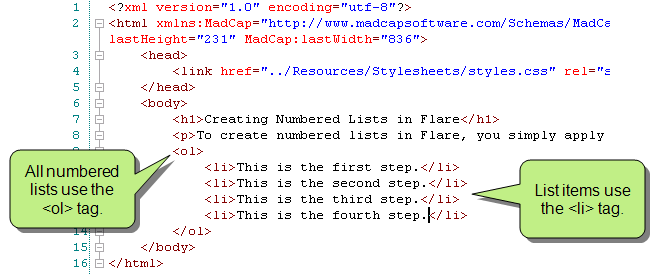 1 <?xml version="1.0" encoding="utf-8"?>
2 <html xmlns:MadCap="http://www.madcapsoftware.com/Schemas/MadCa
lastHeight="231" MadCap:lastWidth="836">
3 <head>
4 <link href="../Resources/Stylesheets/styles.css" rel="s
5 </head>
6 <body>
7 <h1>Creating Numbered Lists in Flare</h1>
8 <p>To create numbered lists in Flare, you simply apply
<ol>
<li>This is the first step.</li>
<li>This is the second step.</li>
<li>This is the third step.</li>
<li>This is the fourth step.</li>
</ol>
15 </body>
16 </html>
All numbered
lists use the
<ol> tag.
List items use
the <li> tag.